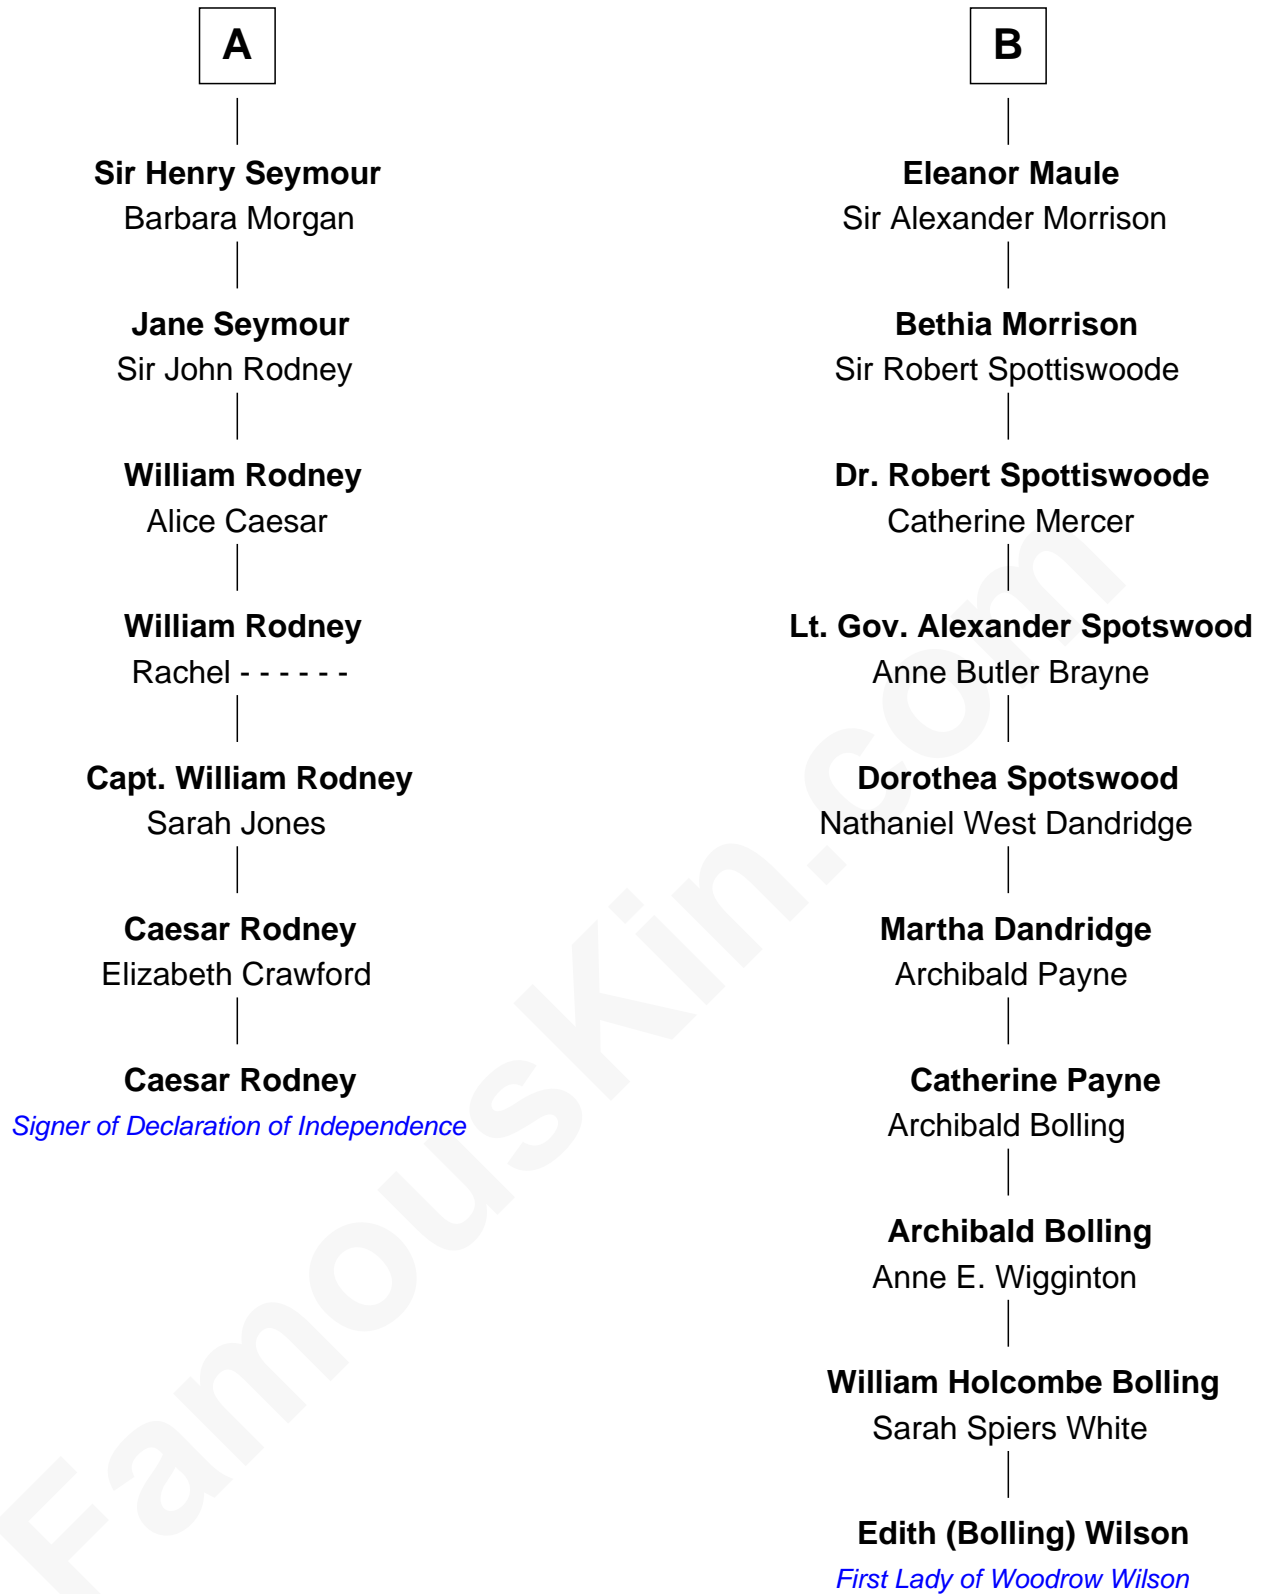 A
Sir Henry Seymour
Barbara Morgan
Jane Seymour
Sir John Rodney
William Rodney
Alice Caesar
William Rodney
Rachel - - - - - -
Capt. William Rodney
Sarah Jones
Caesar Rodney
Elizabeth Crawford
Caesar Rodney
Signer of Declaration of Independence
B
Eleanor Maule
Sir Alexander Morrison
Bethia Morrison
Sir Robert Spottiswoode
Dr. Robert Spottiswoode
Catherine Mercer
Lt. Gov. Alexander Spotswood
Anne Butler Brayne
Dorothea Spotswood
Nathaniel West Dandridge
Martha Dandridge
Archibald Payne
Catherine Payne
Archibald Bolling
Archibald Bolling
Anne E. Wigginton
William Holcombe Bolling
Sarah Spiers White
Edith (Bolling) Wilson
First Lady of Woodrow Wilson
FamousKin.com